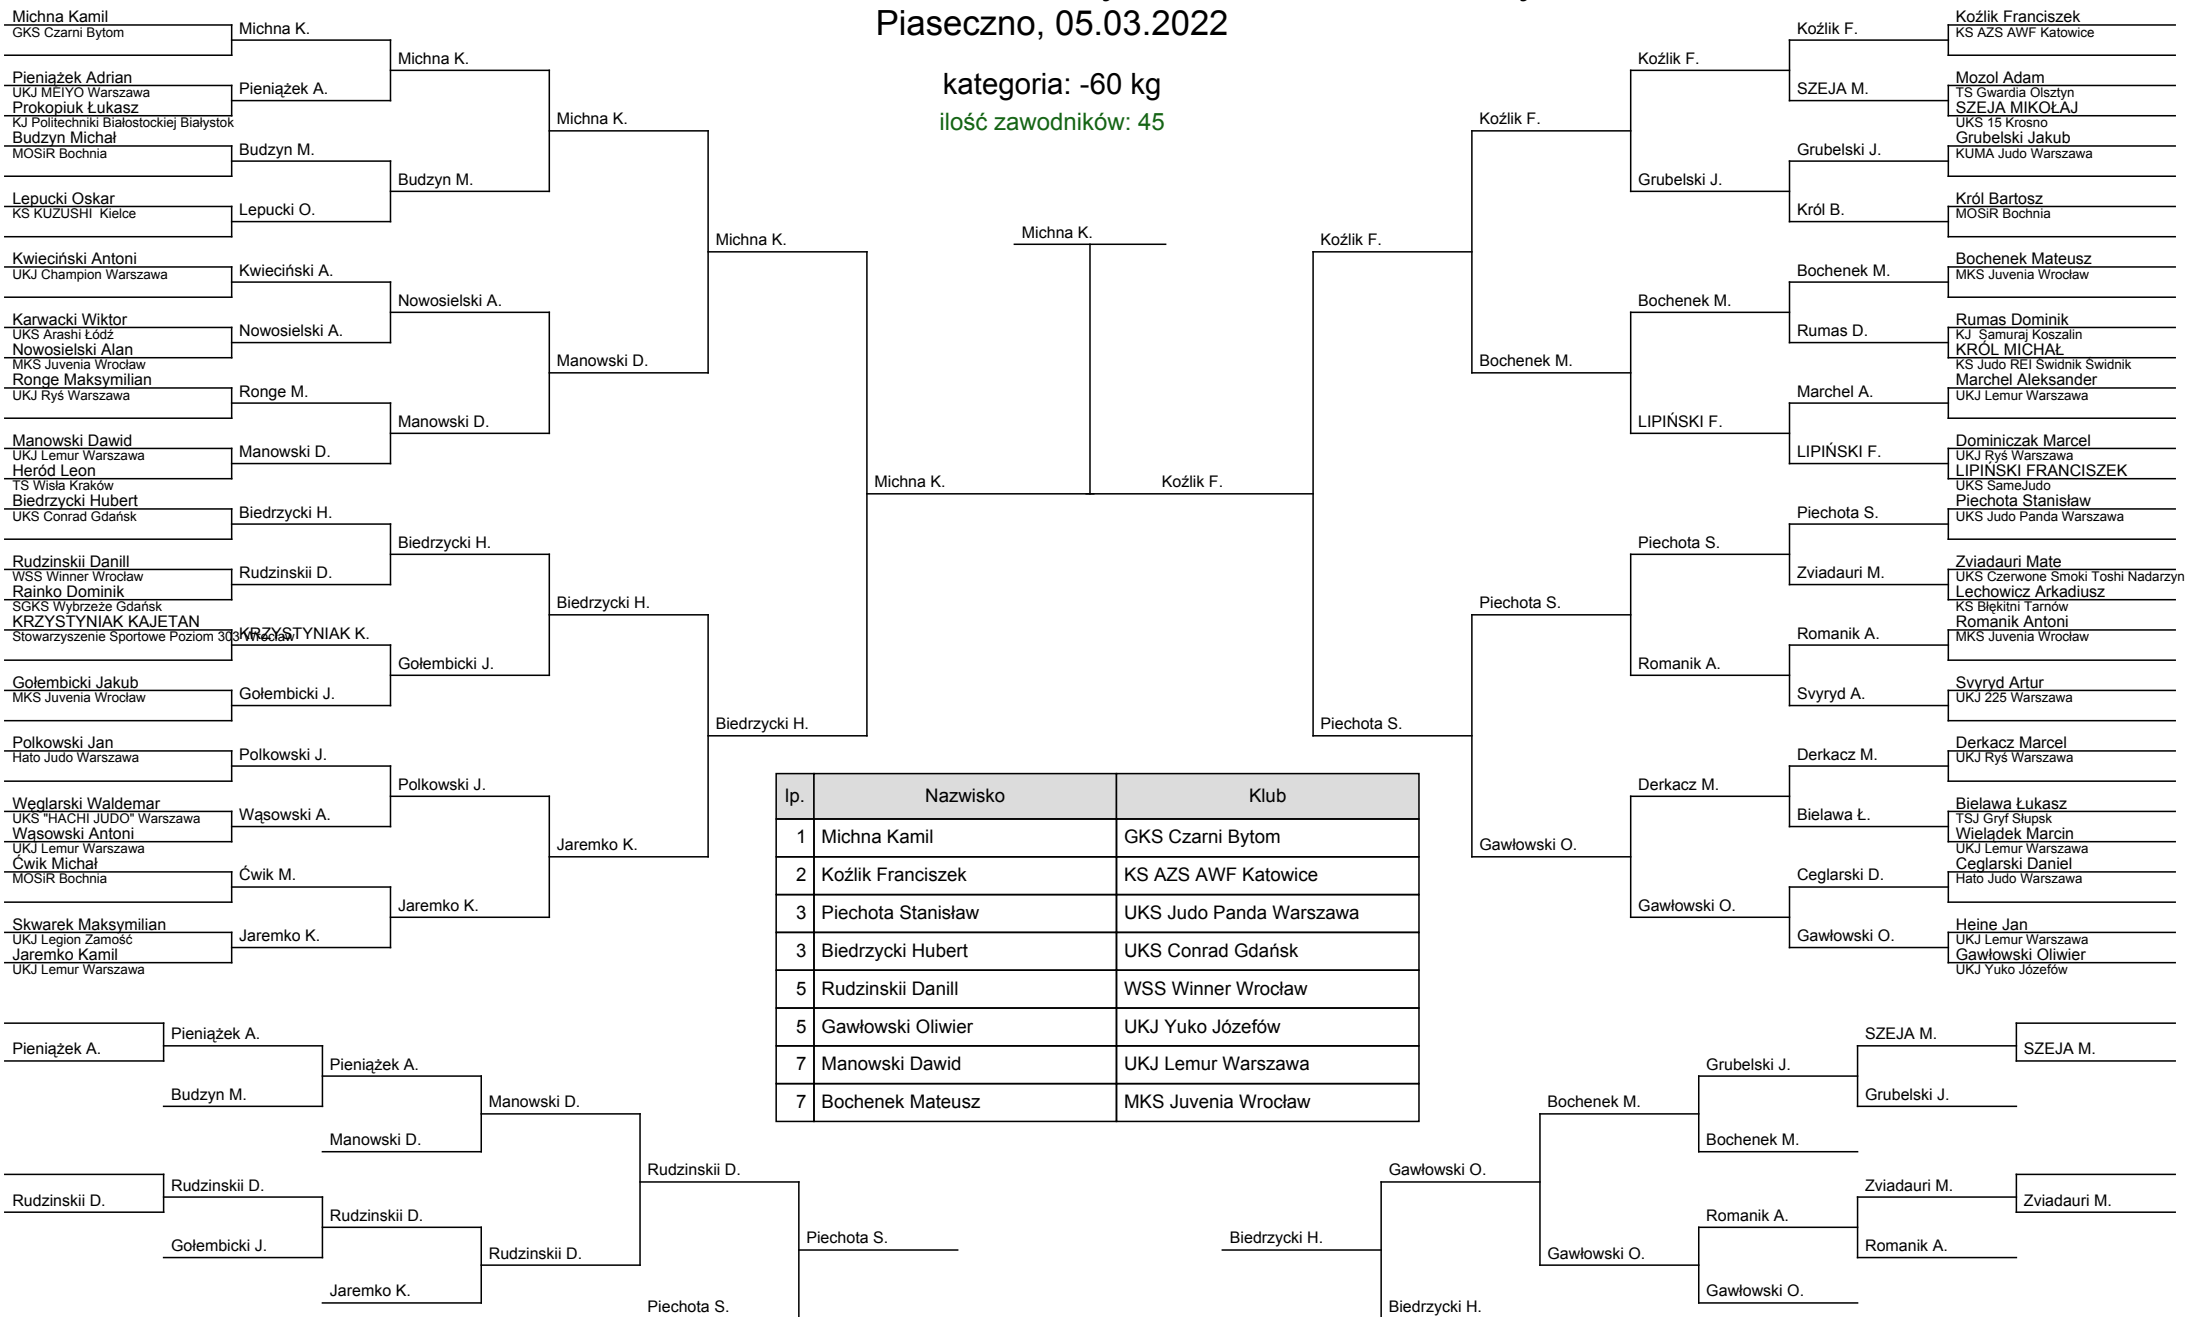 Piaseczno, 05.03.2022
kategoria: -60 kg
ilość zawodników: 45
Michna Kamil
GKS Czarni Bytom
Pieniążek Adrian
UKJ MEIYO Warszawa
Prokopiuk Łukasz
KJ Politechniki Białostockiej Białystok
Budzyn Michał
MOSiR Bochnia
Lepucki Oskar
KS KUZUSHI Kielce
Kwieciński Antoni
UKJ Champion Warszawa
Karwacki Wiktor
UKS Arashi Łódź
Nowosielski Alan
MKS Juvenia Wrocław
Ronge Maksymilian
UKJ Ryś Warszawa
Manowski Dawid
UKJ Lemur Warszawa
Heród Leon
TS Wisła Kraków
Biedrzycki Hubert
UKS Conrad Gdańsk
Rudzinskii Danill
WSS Winner Wrocław
Rainko Dominik
SGKS Wybrzeże Gdańsk
KRZYSTYNIAK KAJETAN
Stowarzyszenie Sportowe Poziom 303 Wrocław
Gołembicki Jakub
MKS Juvenia Wrocław
Polkowski Jan
Hato Judo Warszawa
Węglarski Waldemar
UKS "HACHI JUDO" Warszawa
Wąsowski Antoni
UKJ Lemur Warszawa
Ćwik Michał
MOSiR Bochnia
Skwarek Maksymilian
UKJ Legion Zamość
Jaremko Kamil
UKJ Lemur Warszawa
Michna K.
Pieniążek A.
Budzyn M.
Lepucki O.
Kwieciński A.
Nowosielski A.
Ronge M.
Manowski D.
Biedrzycki H.
Rudzinskii D.
KRZYSTYNIAK K.
Gołembicki J.
Polkowski J.
Wąsowski A.
Ćwik M.
Jaremko K.
Michna K.
Budzyn M.
Nowosielski A.
Manowski D.
Biedrzycki H.
Gołembicki J.
Polkowski J.
Jaremko K.
Michna K.
Manowski D.
Biedrzycki H.
Jaremko K.
Michna K.
Biedrzycki H.
Michna K.
Michna K.
Koźlik F.
Koźlik F.
Piechota S.
Koźlik F.
Bochenek M.
Piechota S.
Gawłowski O.
Koźlik F.
Grubelski J.
Bochenek M.
LIPIŃSKI F.
Piechota S.
Romanik A.
Derkacz M.
Gawłowski O.
Koźlik F.
SZEJA M.
Grubelski J.
Król B.
Bochenek M.
Rumas D.
Marchel A.
LIPIŃSKI F.
Piechota S.
Zviadauri M.
Romanik A.
Svyryd A.
Derkacz M.
Bielawa Ł.
Ceglarski D.
Gawłowski O.
Koźlik Franciszek
KS AZS AWF Katowice
Mozol Adam
TS Gwardia Olsztyn
SZEJA MIKOŁAJ
UKS 15 Krosno
Grubelski Jakub
KUMA Judo Warszawa
Król Bartosz
MOSiR Bochnia
Bochenek Mateusz
MKS Juvenia Wrocław
Rumas Dominik
KJ Samuraj Koszalin
KRÓL MICHAŁ
KS Judo REI Świdnik Świdnik
Marchel Aleksander
UKJ Lemur Warszawa
Dominiczak Marcel
UKJ Ryś Warszawa
LIPIŃSKI FRANCISZEK
UKS SameJudo
Piechota Stanisław
UKS Judo Panda Warszawa
Zviadauri Mate
UKS Czerwone Smoki Toshi Nadarzyn
Lechowicz Arkadiusz
KS Błękitni Tarnów
Romanik Antoni
MKS Juvenia Wrocław
Svyryd Artur
UKJ 225 Warszawa
Derkacz Marcel
UKJ Ryś Warszawa
Bielawa Łukasz
TSJ Gryf Słupsk
Wielądek Marcin
UKJ Lemur Warszawa
Ceglarski Daniel
Hato Judo Warszawa
Heine Jan
UKJ Lemur Warszawa
Gawłowski Oliwier
UKJ Yuko Józefów
lp. Nazwisko Klub
1 Michna Kamil GKS Czarni Bytom
2 Koźlik Franciszek KS AZS AWF Katowice
3 Piechota Stanisław UKS Judo Panda Warszawa
3 Biedrzycki Hubert UKS Conrad Gdańsk
5 Rudzinskii Danill WSS Winner Wrocław
5 Gawłowski Oliwier UKJ Yuko Józefów
7 Manowski Dawid UKJ Lemur Warszawa
7 Bochenek Mateusz MKS Juvenia Wrocław
Pieniążek A.
Rudzinskii D.
Pieniążek A.
Budzyn M.
Rudzinskii D.
Gołembicki J.
Pieniążek A.
Manowski D.
Rudzinskii D.
Jaremko K.
Manowski D.
Rudzinskii D.
Rudzinskii D.
Piechota S.
Piechota S.
Biedrzycki H.
Gawłowski O.
Biedrzycki H.
Bochenek M.
Gawłowski O.
Grubelski J.
Bochenek M.
Romanik A.
Gawłowski O.
SZEJA M.
Grubelski J.
Zviadauri M.
Romanik A.
SZEJA M.
Zviadauri M.